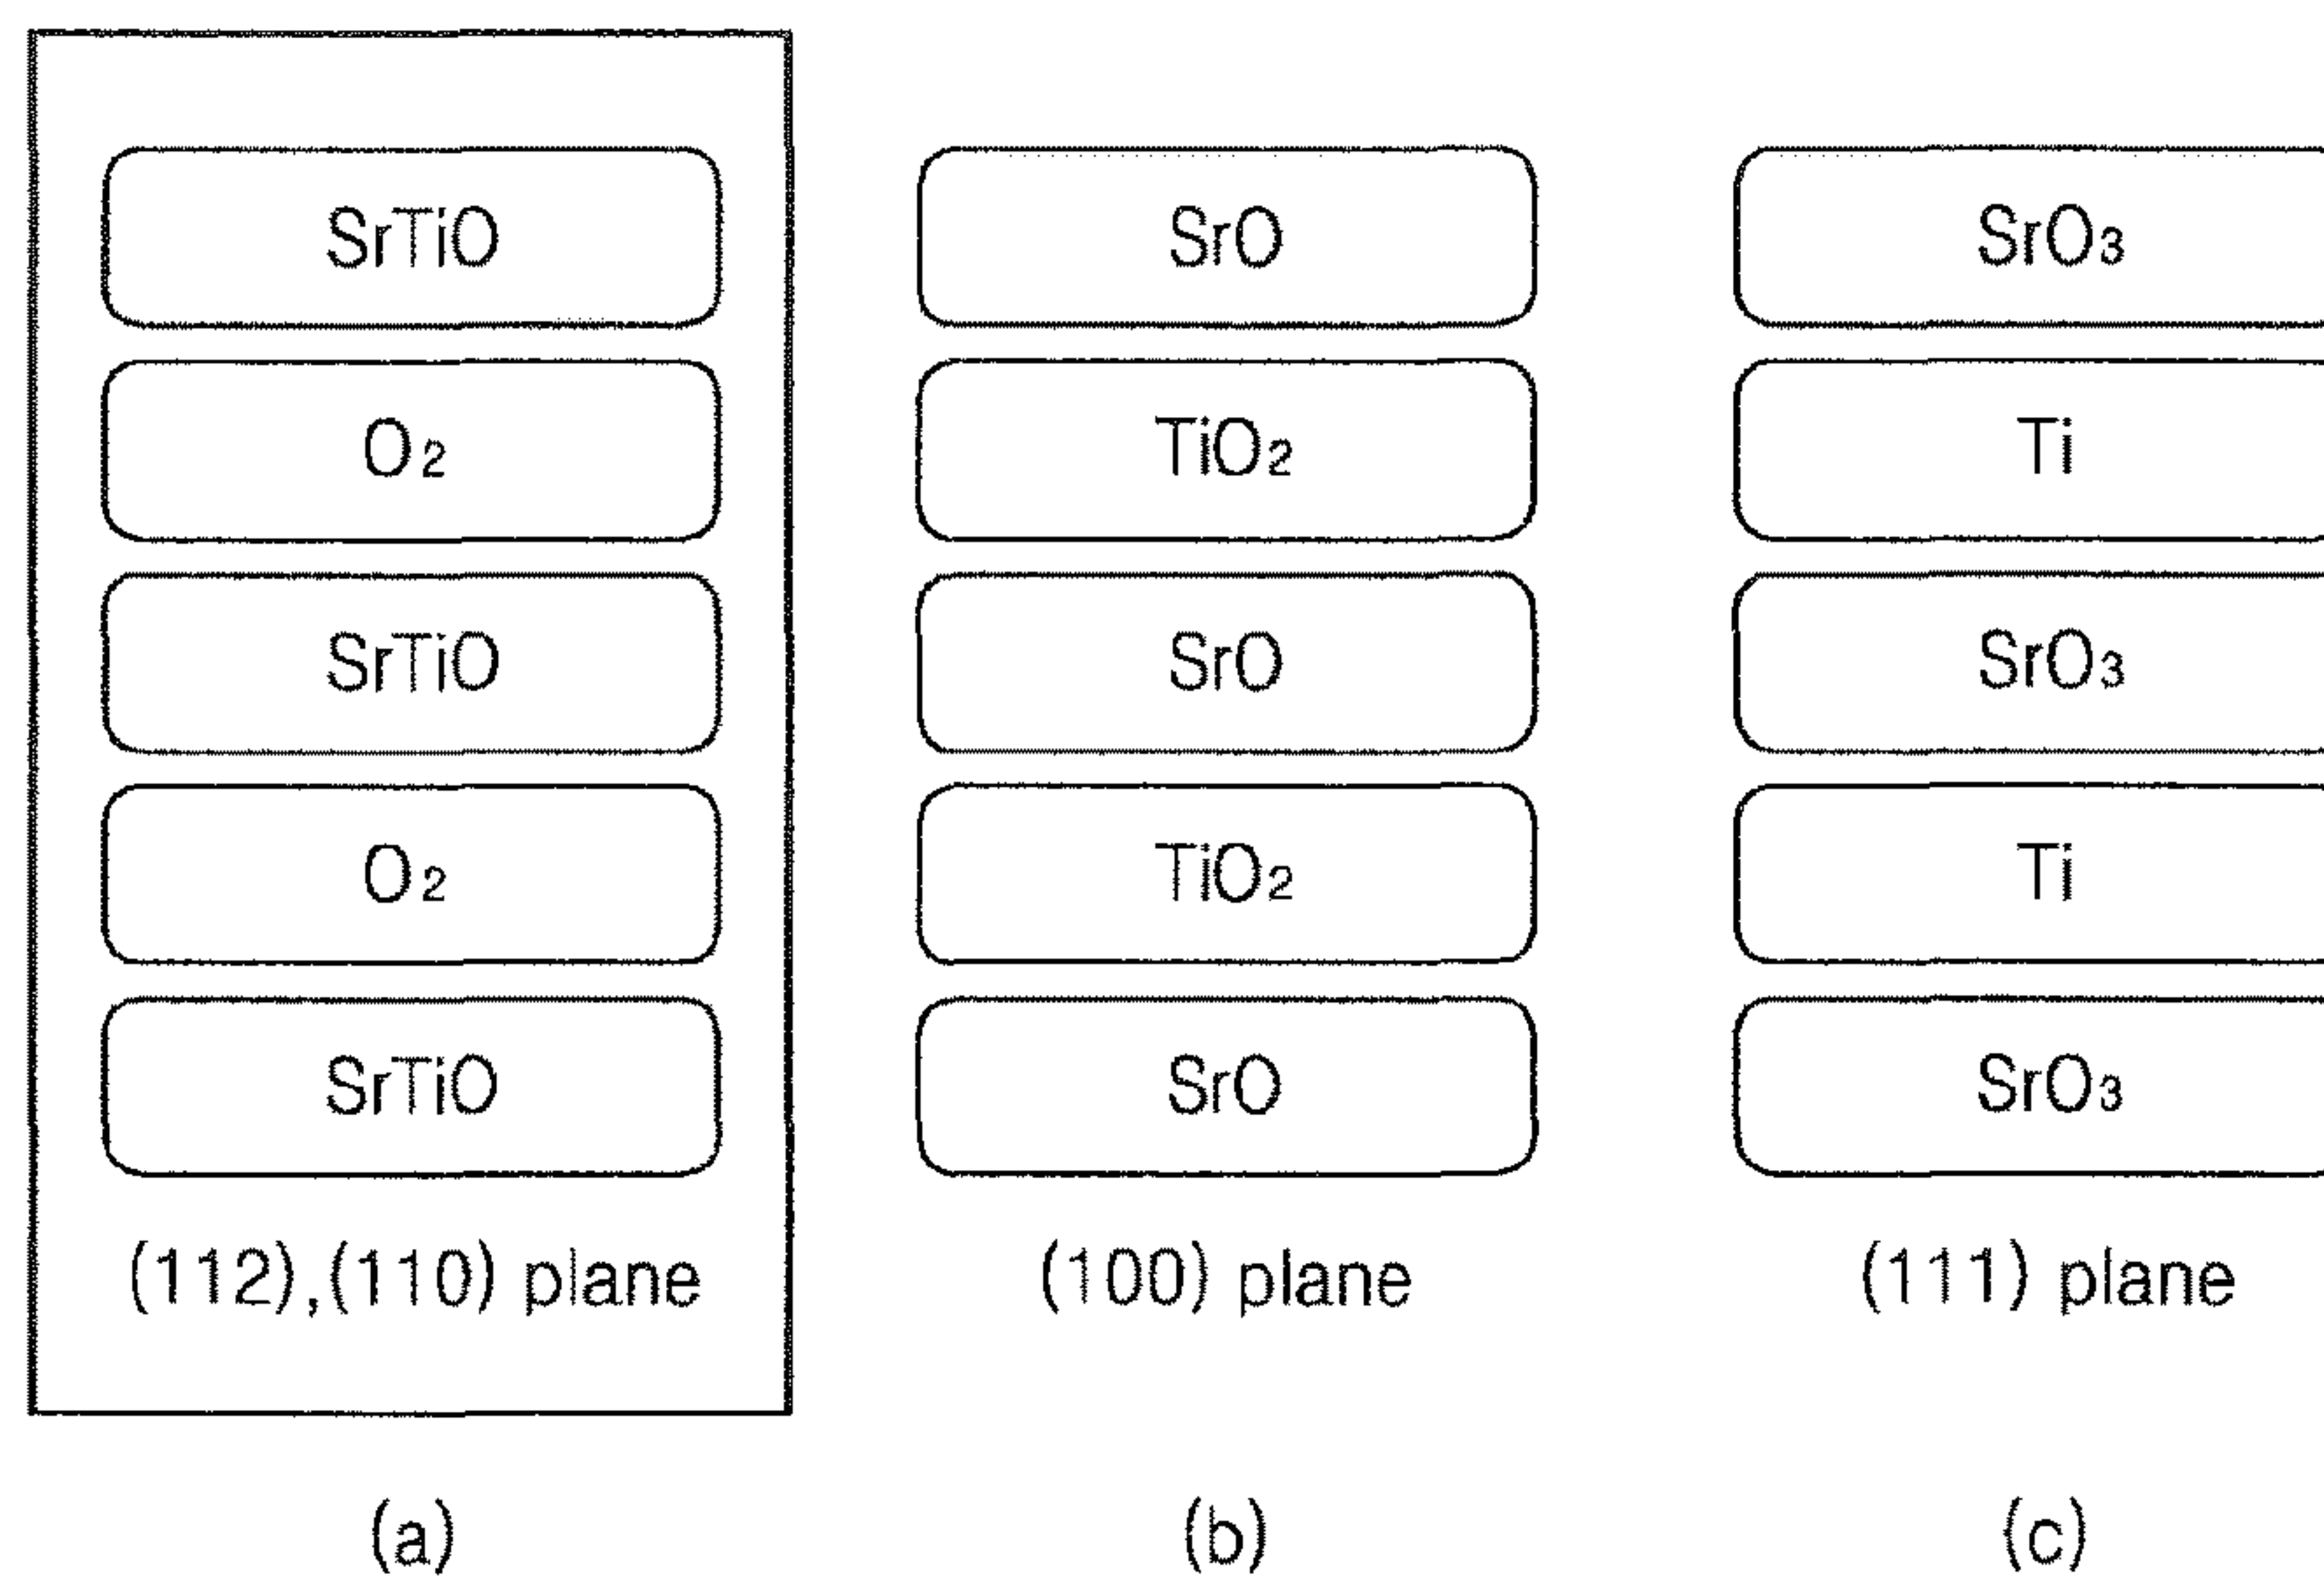 SrTiO
O2
SrTiO
O2
SrTiO
(112),(110) plane
(a)
SrO
TiO2
SrO
TiO2
SrO
(100) plane
(b)
SrO3
Ti
SrO3
Ti
SrO3
(111) plane
(c)